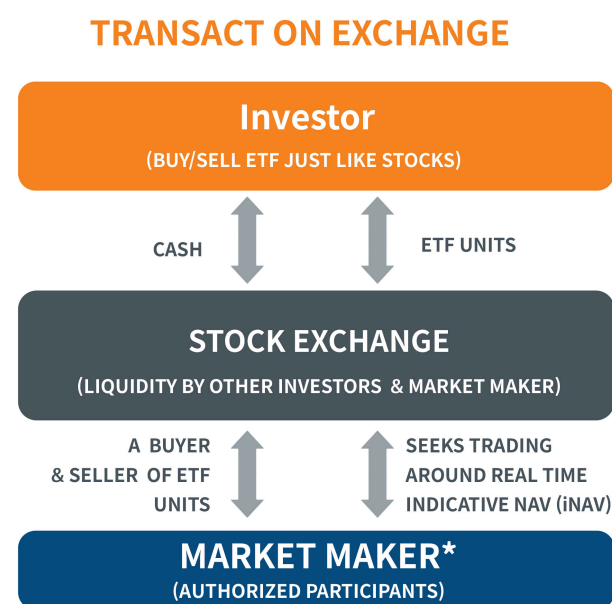 TRANSACT ON EXCHANGE
Investor
(BUY/SELL ETF JUST LIKE STOCKS)
CASH
ETF UNITS
STOCK EXCHANGE
(LIQUIDITY BY OTHER INVESTORS & MARKET MAKER)
A BUYER
& SELLER OF ETF
UNITS
SEEKS TRADING
AROUND REAL TIME
INDICATIVE NAV (iNAV)
MARKET MAKER*
(AUTHORIZED PARTICIPANTS)